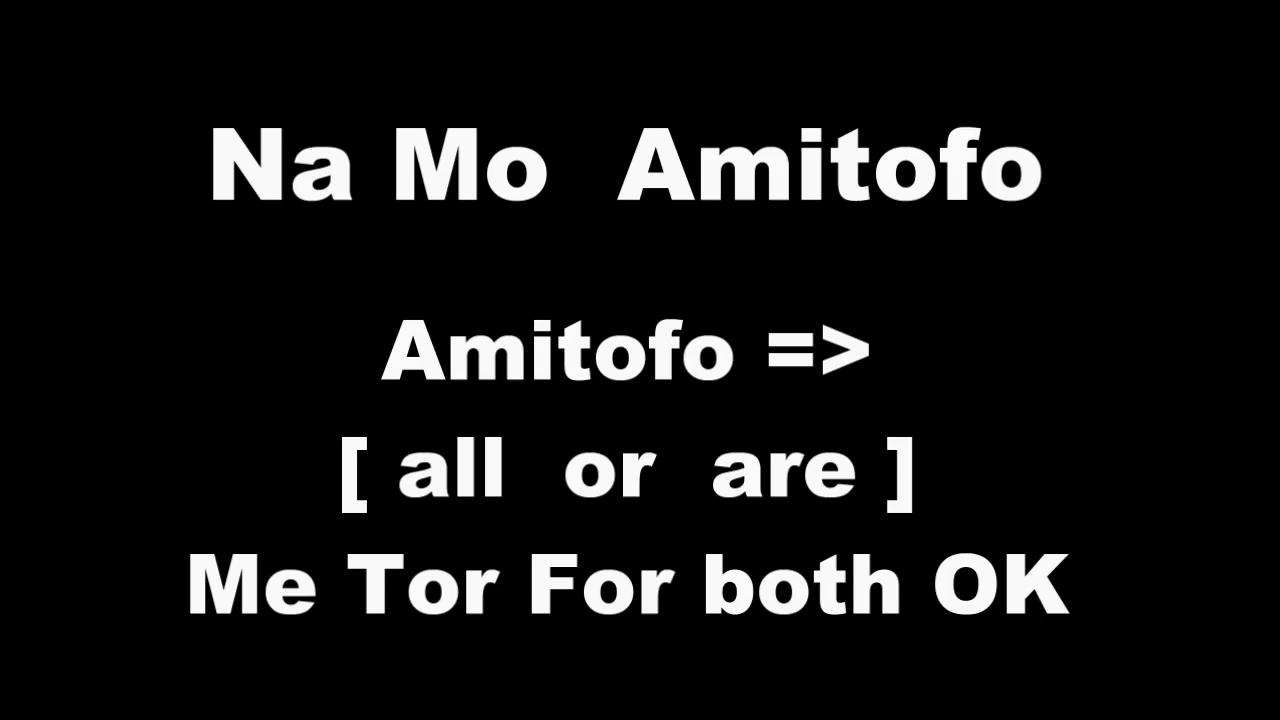 Na Mo Amitofo
Amitofo =>
[ all or are ]
Me Tor For both OK